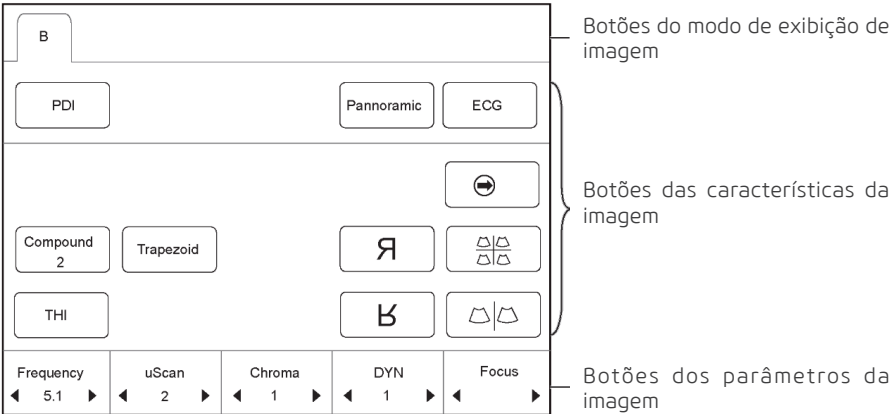 B
Botões do modo de exibição de
imagem
PDI
Pannoramic
ECG
Botões das características da
imagem
Compound
2
Trapezoid
Я
THI
R
Frequency
5.1
uScan
2
Chroma
1
DYN
1
Focus
Botões dos parâmetros da
imagem